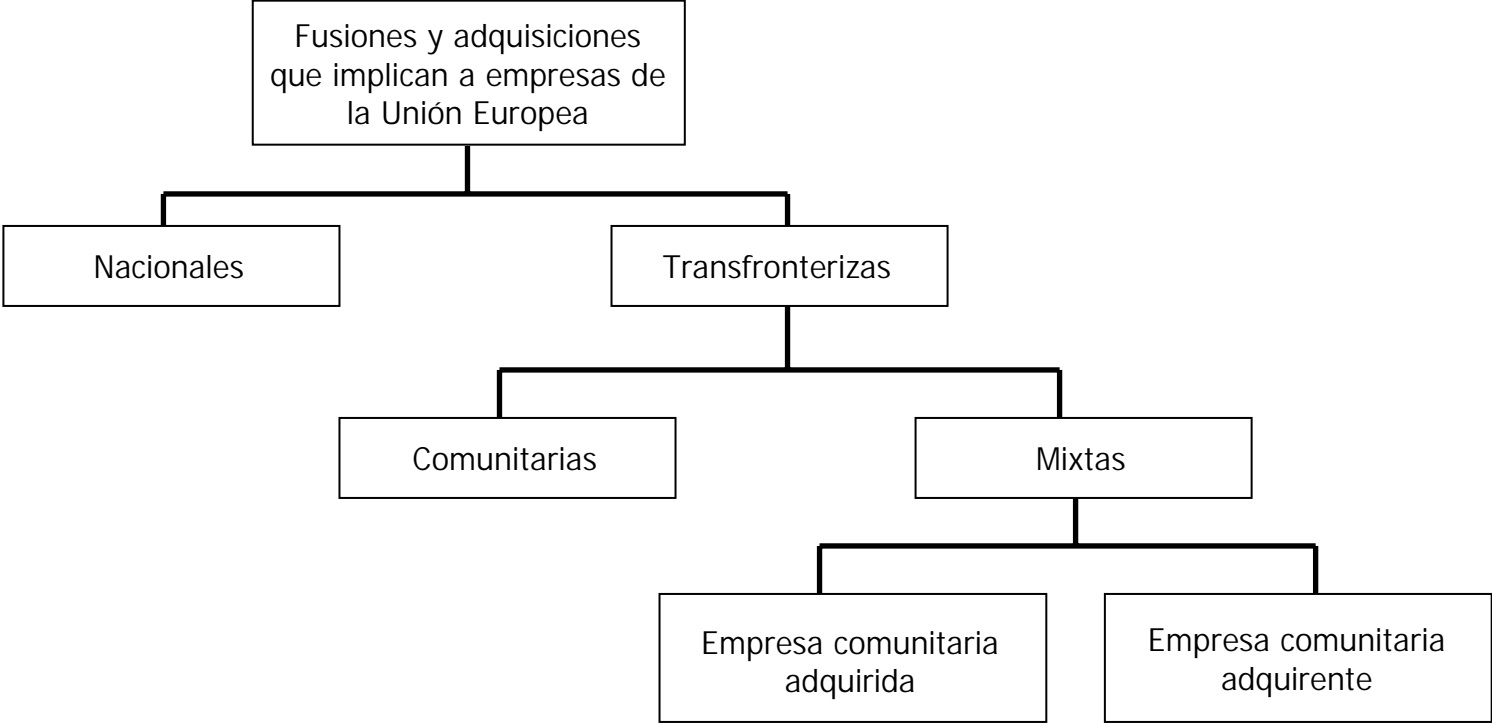 Fusiones y adquisiciones
que implican a empresas de
la Unión Europea
Nacionales
Transfronterizas
Comunitarias
Mixtas
Empresa comunitaria
adquirida
Empresa comunitaria
adquirente